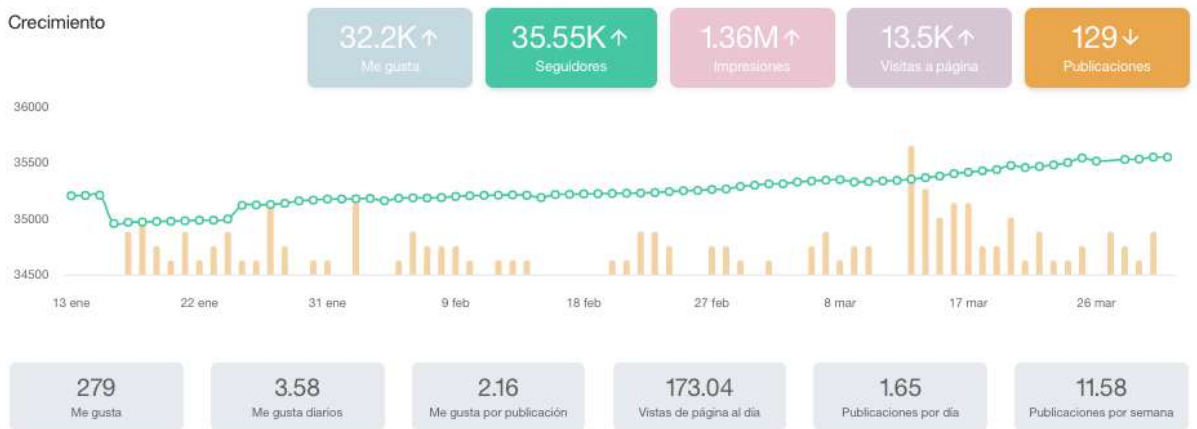 Crecimiento
32.2K↑
Me gusta
35.55K↑
Seguidores
1.36M↑
Impresiones
13.5K↑
Visitas a página
129↓
Publicaciones
36000
35500
35000
34500
13 ene
22 ene
31 ene
9 feb
18 feb
27 feb
8 mar
17 mar
26 mar
279
Me gusta
3.58
Me gusta diarios
2.16
Me gusta por publicación
173.04
Vistas de página al día
1.65
Publicaciones por día
11.58
Publicaciones por semana